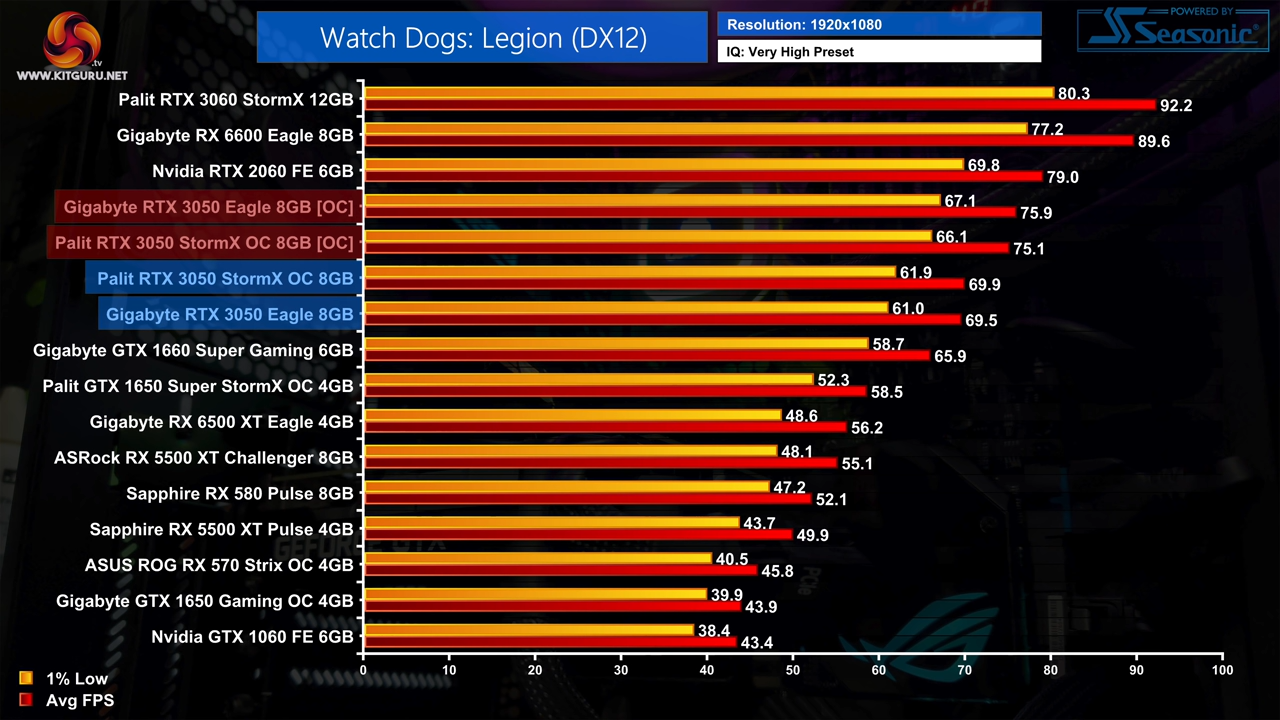 Watch Dogs: Legion (DX12)
Resolution: 1920x1080
IQ: Very High Preset
POWERED BY
Seasonic
.tv
WWW.KITGURU.NET
Palit RTX 3060 StormX 12GB 80.3 92.2
Gigabyte RX 6600 Eagle 8GB 77.2 89.6
Nvidia RTX 2060 FE 6GB 69.8 79.0
Gigabyte RTX 3050 Eagle 8GB [OC] 67.1 75.9
Palit RTX 3050 StormX OC 8GB [OC] 66.1 75.1
Palit RTX 3050 StormX OC 8GB 61.9 69.9
Gigabyte RTX 3050 Eagle 8GB 61.0 69.5
Gigabyte GTX 1660 Super Gaming 6GB 58.7 65.9
Palit GTX 1650 Super StormX OC 4GB 52.3 58.5
Gigabyte RX 6500 XT Eagle 4GB 48.6 56.2
ASRock RX 5500 XT Challenger 8GB 48.1 55.1
Sapphire RX 580 Pulse 8GB 47.2 52.1
Sapphire RX 5500 XT Pulse 4GB 43.7 49.9
ASUS ROG RX 570 Strix OC 4GB 40.5 45.8
Gigabyte GTX 1650 Gaming OC 4GB 39.9 43.9
Nvidia GTX 1060 FE 6GB 38.4 43.4
0 10 20 30 40 50 60 70 80 90 100
1% Low
Avg FPS
PCIe